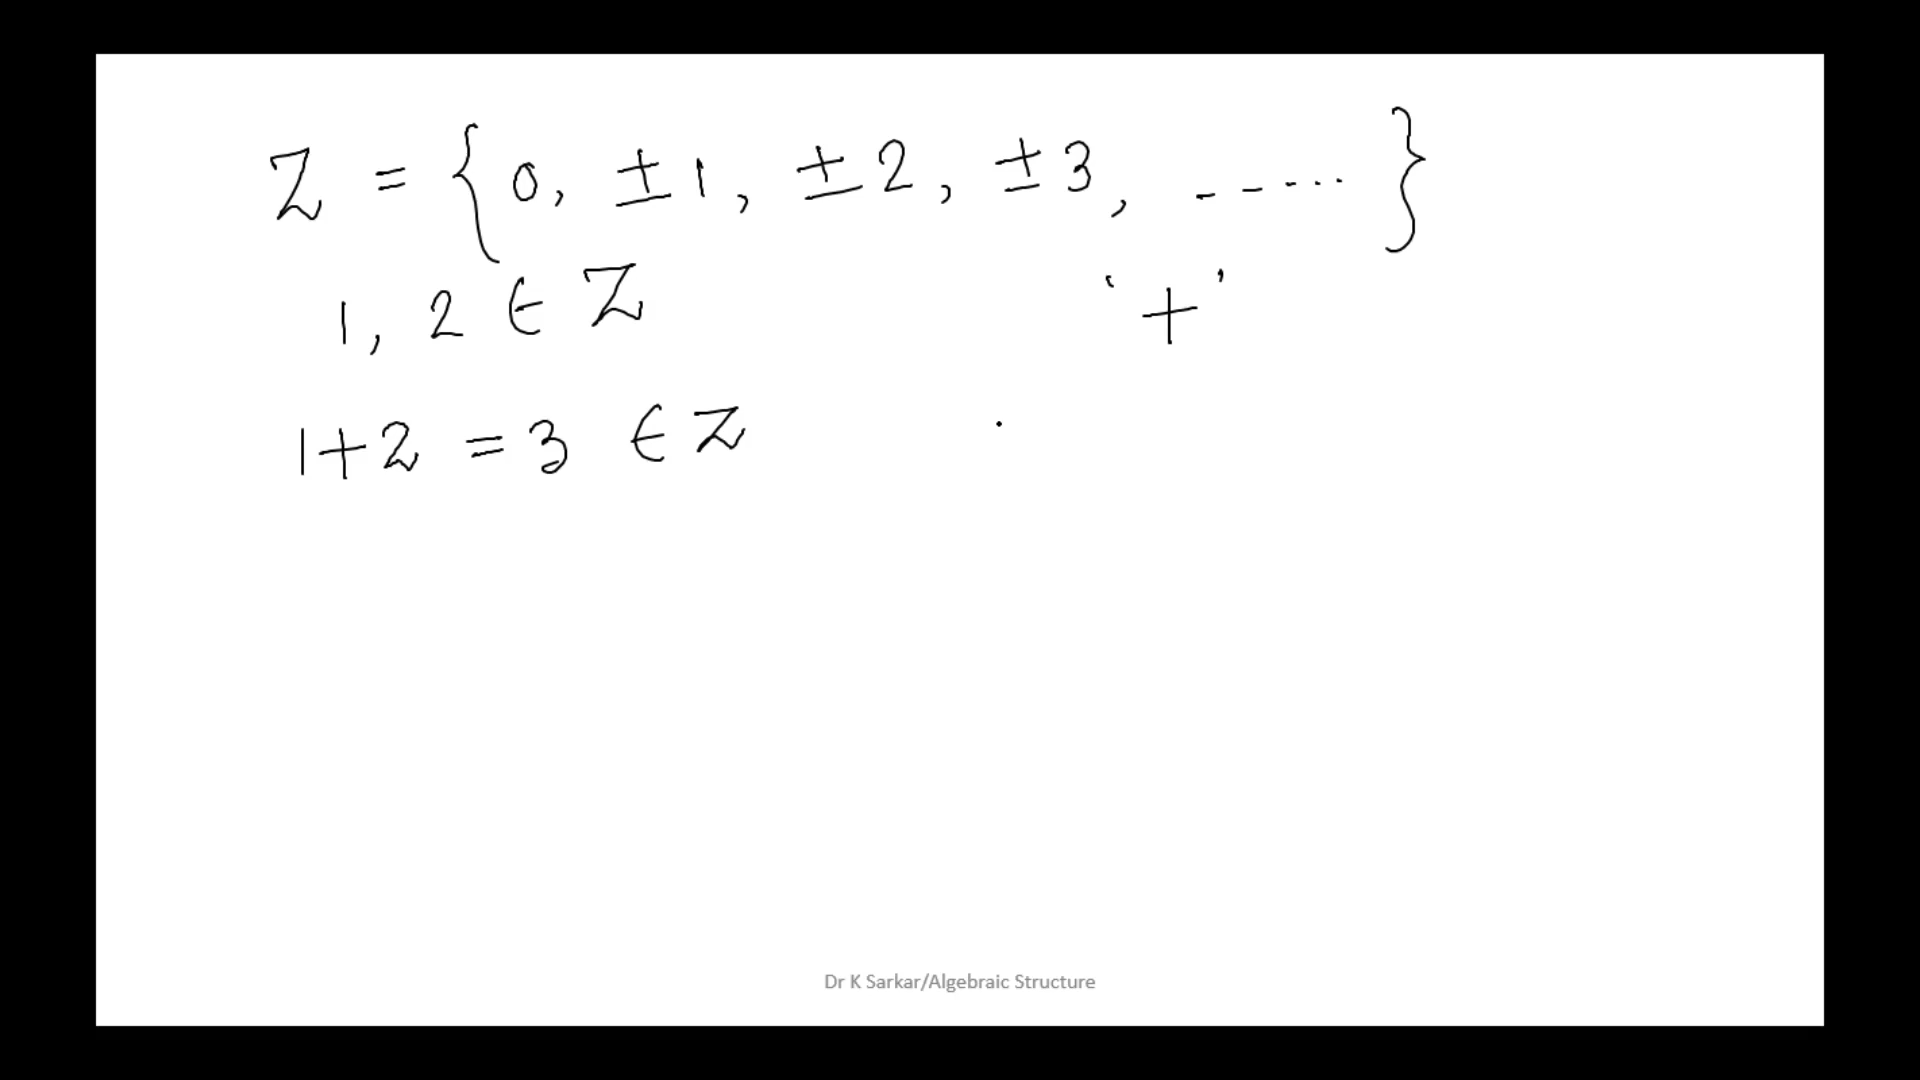 Z = {0, ±1, ±2, ±3, -----}
1, 2 ∈ Z ‘+’
1+2 = 3 ∈ Z
Dr K Sarkar/Algebraic Structure